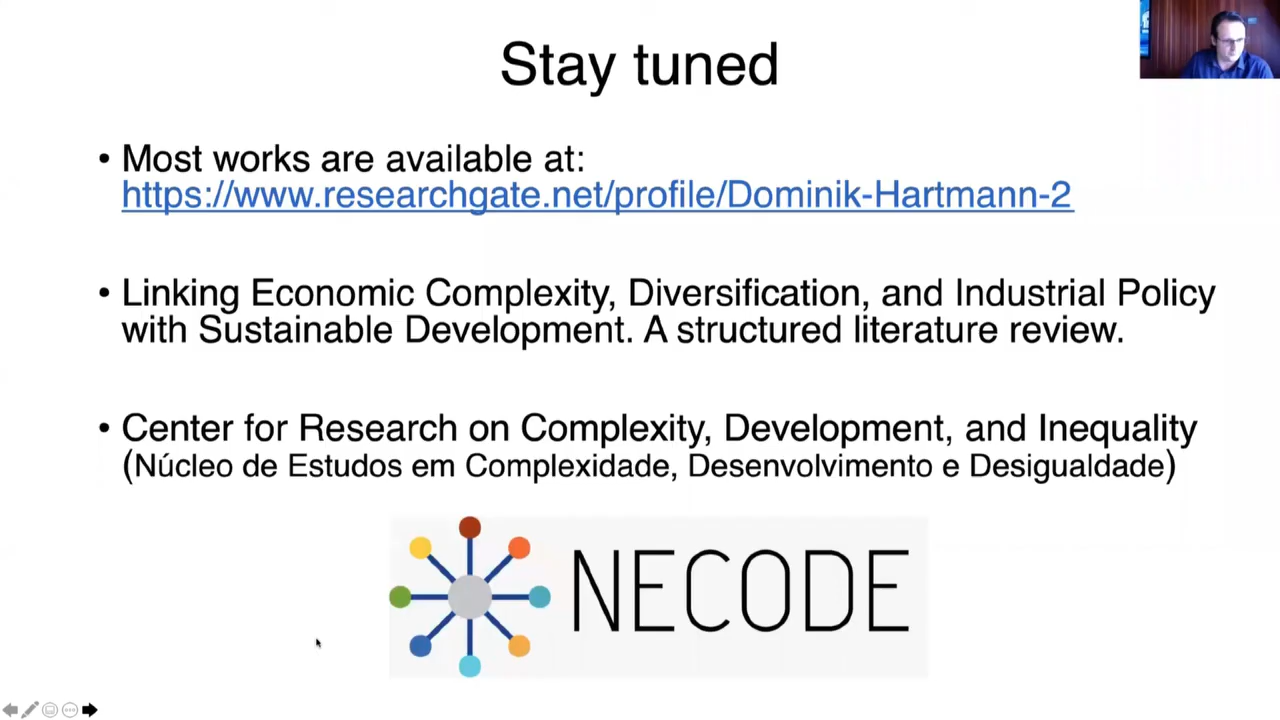 Stay tuned
• Most works are available at:
https://www.researchgate.net/profile/Dominik-Hartmann-2
• Linking Economic Complexity, Diversification, and Industrial Policy
with Sustainable Development. A structured literature review.
• Center for Research on Complexity, Development, and Inequality
(Núcleo de Estudos em Complexidade, Desenvolvimento e Desigualdade)
NECODE